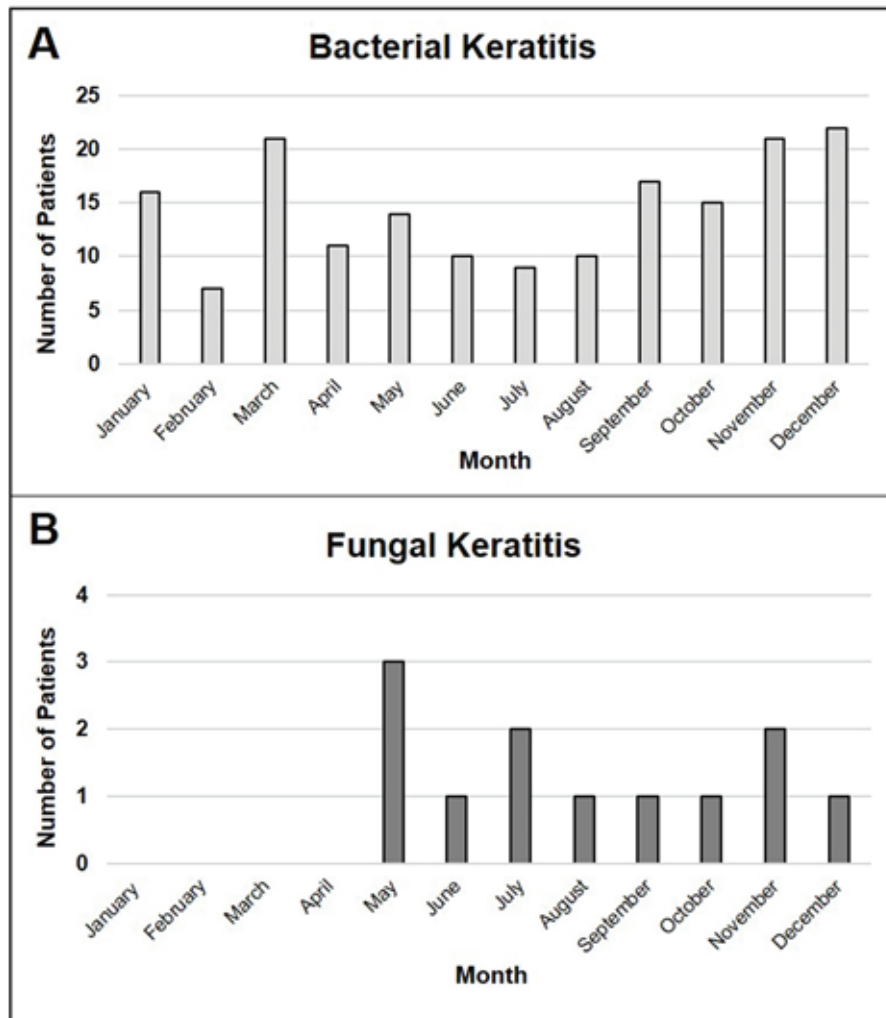 A
Bacterial Keratitis
Number of Patients
25
20
15
10
5
0
January
February
March
April
May
June
July
August
September
October
November
December
Month
B
Fungal Keratitis
Number of Patients
4
3
2
1
0
January
February
March
April
May
June
July
August
September
October
November
December
Month